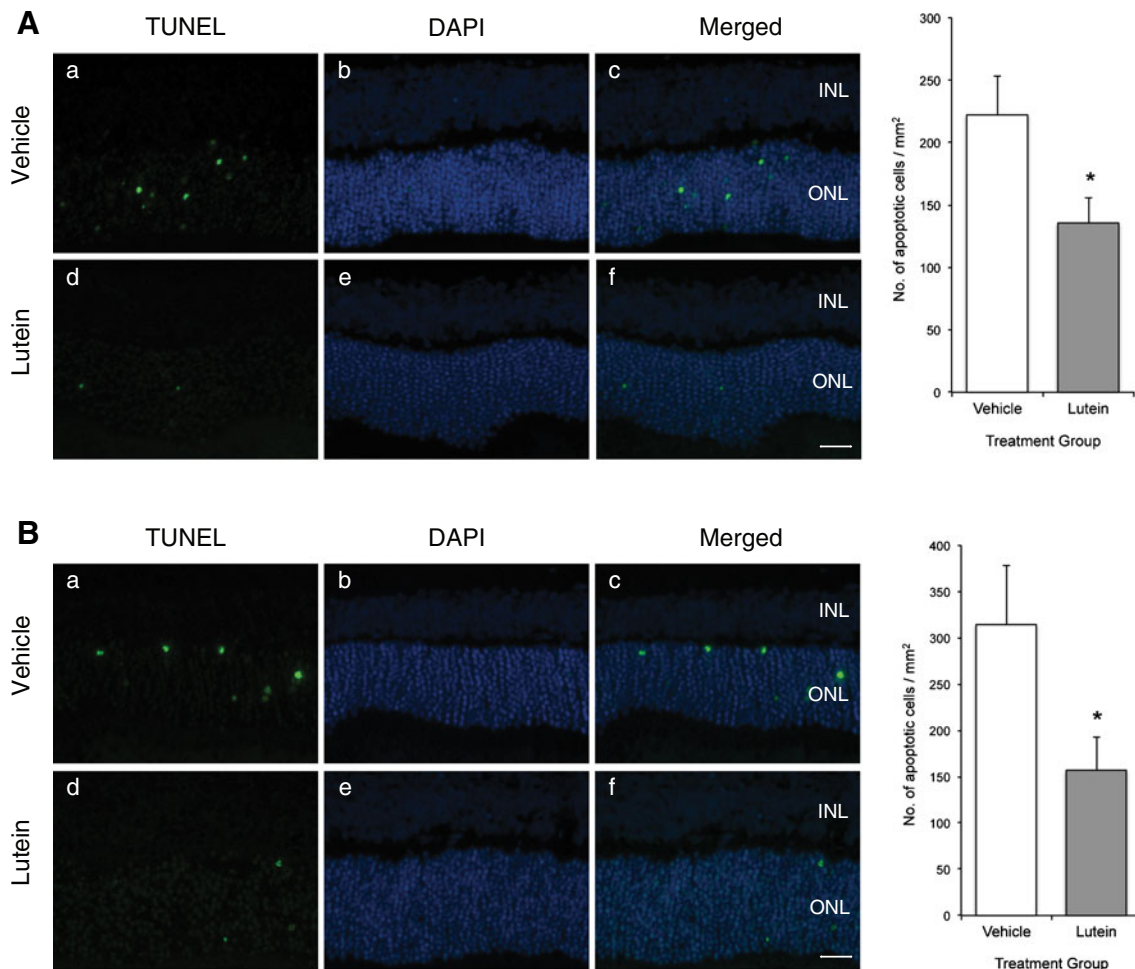 A
TUNEL
DAPI
Merged
Vehicle
a
b
c
INL
ONL
Lutein
d
e
f
INL
ONL
No. of apoptotic cells / mm²
300
250
200
150
100
50
0
*
Vehicle
Lutein
Treatment Group
B
TUNEL
DAPI
Merged
Vehicle
a
b
c
INL
ONL
Lutein
d
e
f
INL
ONL
No. of apoptotic cells / mm²
400
350
300
250
200
150
100
50
0
*
Vehicle
Lutein
Treatment Group